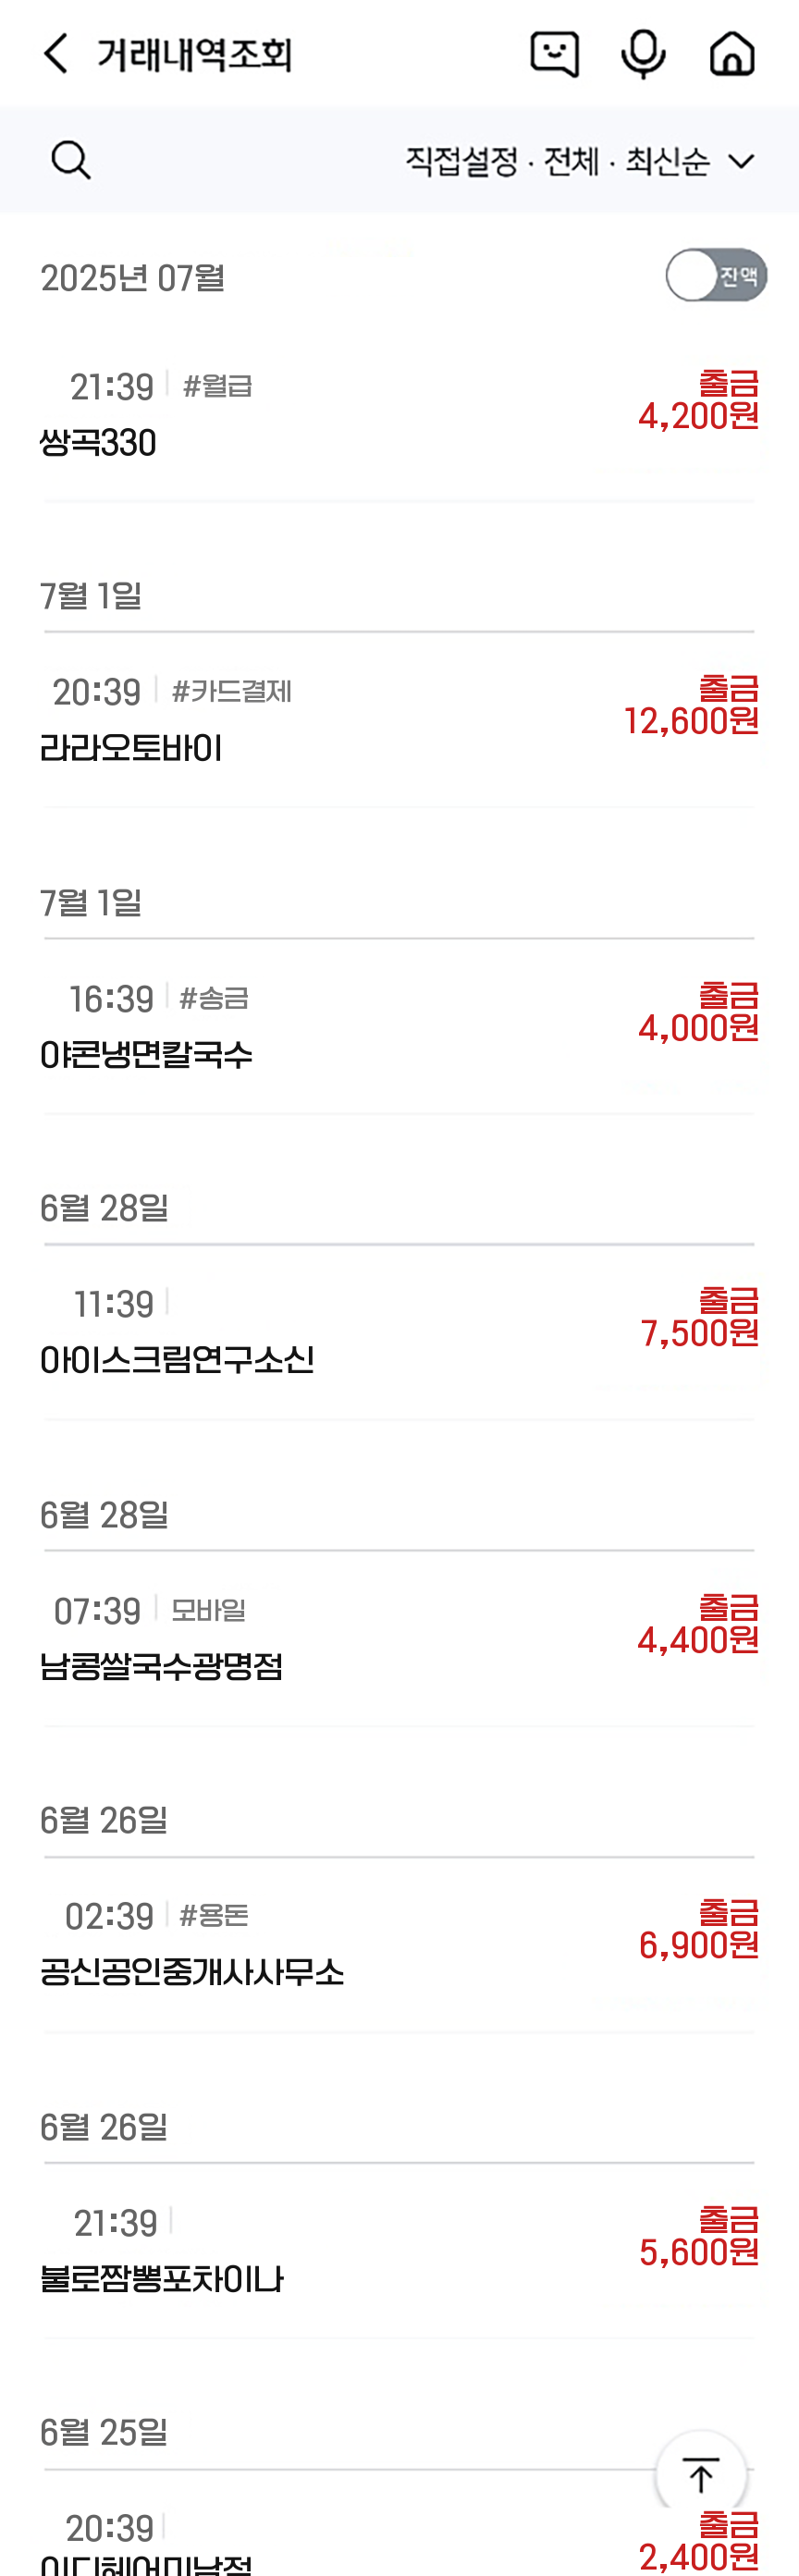 거래내역조회
직접설정 · 전체 · 최신순
2025년 07월
잔액
21:39 #월급
출금
4,200원
쌍곡330
7월 1일
20:39 #카드결제
출금
12,600원
라라오토바이
7월 1일
16:39 #송금
출금
4,000원
야콘냉면칼국수
6월 28일
11:39
출금
7,500원
아이스크림연구소신
6월 28일
07:39 모바일
출금
4,400원
남콩쌀국수광명점
6월 26일
02:39 #용돈
출금
6,900원
공신공인중개사사무소
6월 26일
21:39
출금
5,600원
불로짬뽕포차이나
6월 25일
20:39
출금
2,400원